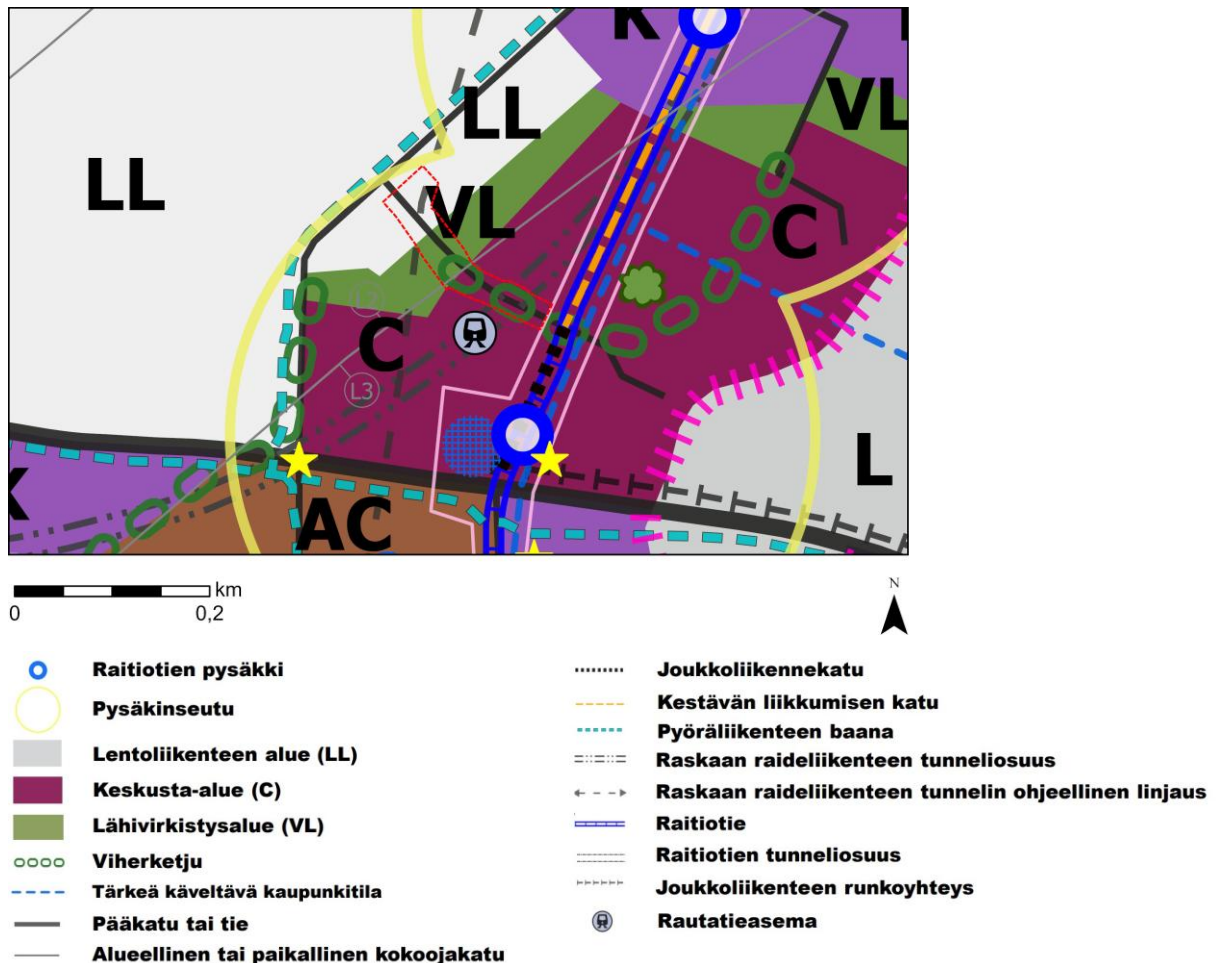 K
LL
VL
LL
VL
C
L2
C
L3
L
AC
km
0
0,2
N
Raitiotien pysäkki
Pysäkinseutu
Lentoliikenteen alue (LL)
Keskusta-alue (C)
Lähivirkistysalue (VL)
Viherketju
Tärkeä käveltävä kaupunkitila
Pääkatu tai tie
Alueellinen tai paikallinen kokoojakatu
Joukkoliikennekatu
Kestävän liikkumisen katu
Pyöräliikenteen baana
Raskaan raideliikenteen tunneliosuus
Raskaan raideliikenteen tunnelin ohjeellinen linjaus
Raitiotie
Raitiotien tunneliosuus
Joukkoliikenteen runkoyhteys
Rautatieasema